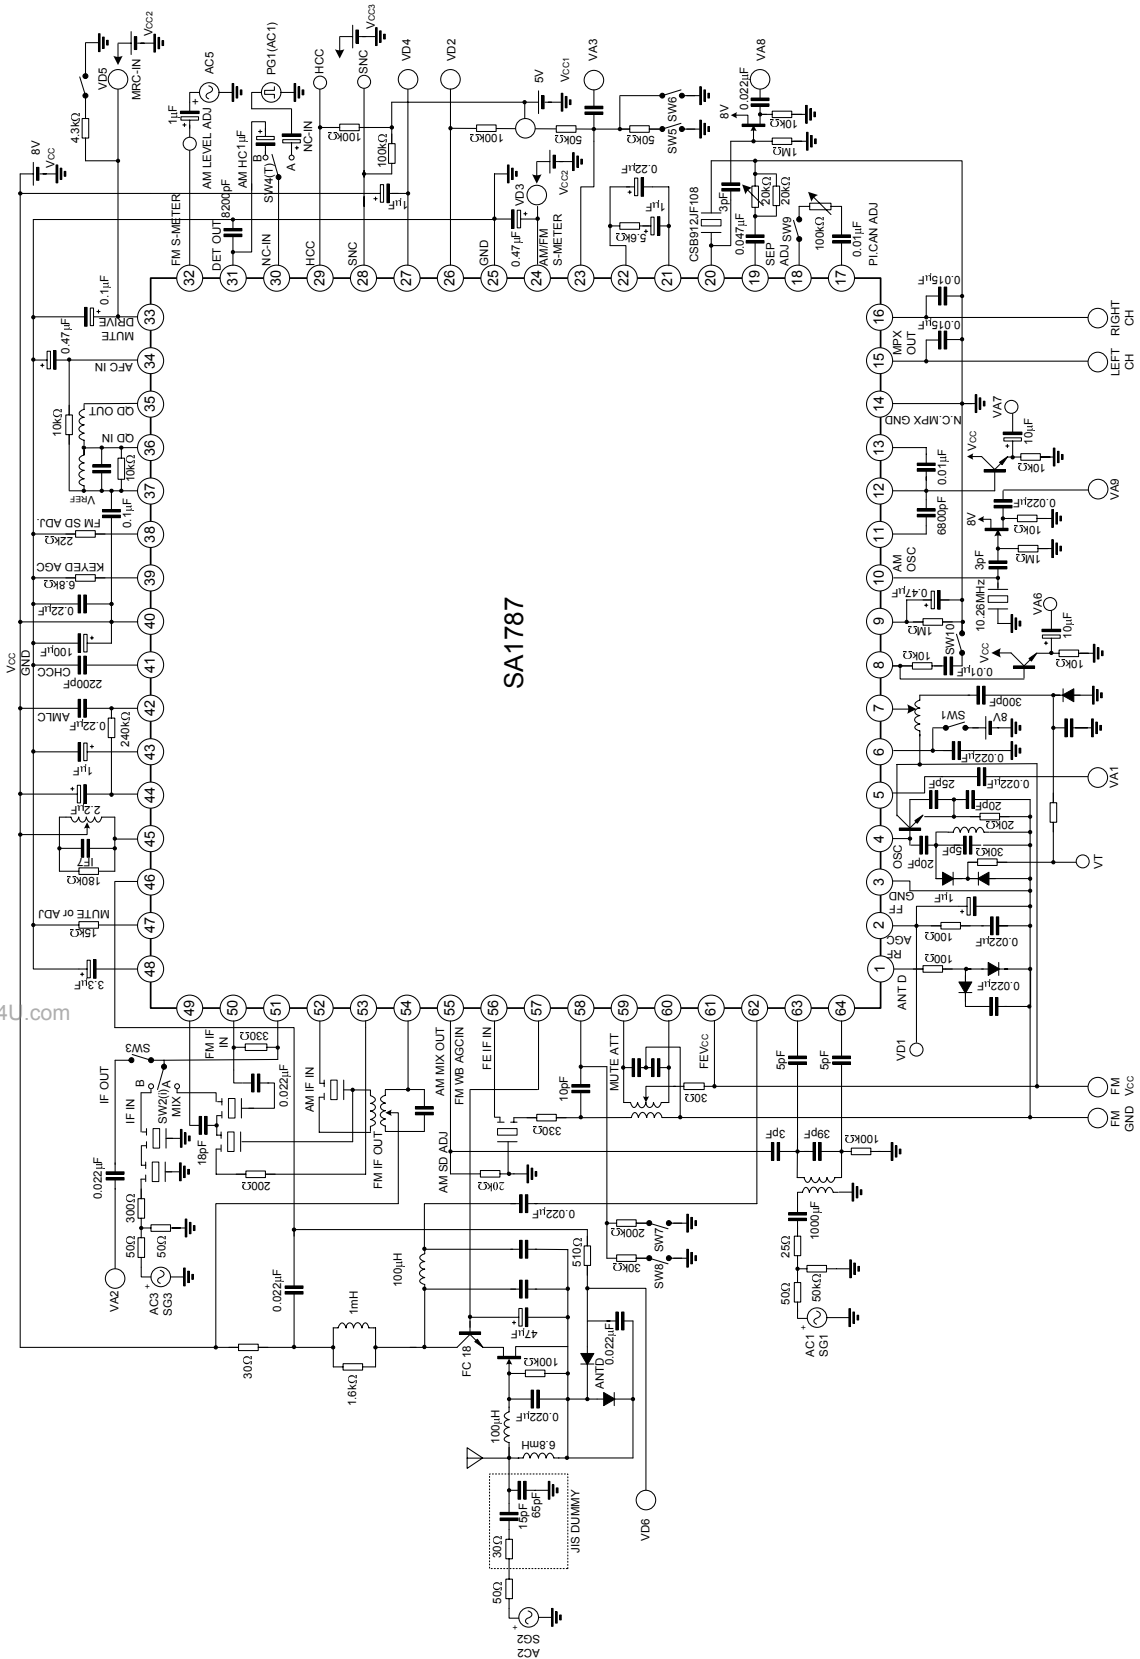 8V
VCC
4.3kΩ
VD5
MRC-IN
VCC2
1µF
AM LEVEL ADJ
AC5
PG1(AC1)
AM HC1µF
B
A
SW4(T)
NC-IN
8200pF
HCC
100kΩ
VCC3
SNC
100kΩ
1µF
VD4
VD2
100kΩ
5V
VCC1
50kΩ
VA3
0.47µF
VD3
VCC2
SW5
SW6
50kΩ
5.6kΩ
1µF
0.22µF
CSB912JF108
3pF
8V
1MΩ
10kΩ
0.022µF
VA8
0.047µF
20kΩ
20kΩ
SW9
100kΩ
0.01µF
FM S-METER
32
DET OUT
31
NC-IN
30
HCC
29
SNC
28
27
26
GND
25
AM/FM
S-METER
24
23
22
21
20
SEP
ADJ
19
18
PI.CAN ADJ
17
MUTE
DRIVE
33
0.1µF
AFC IN
34
0.47µF
QD OUT
35
10kΩ
QD IN
36
10kΩ
VREF
37
0.1µF
FM SD ADJ.
38
22kΩ
KEYED AGC
39
6.8kΩ
40
0.22µF
100µF
VCC
GND
CHCC
41
2200pF
AMLC
42
0.22µF
240kΩ
43
1µF
44
2.2µF
45
IF7
180kΩ
46
MUTE or ADJ
47
15kΩ
48
3.3µF
SA1787
16
0.015µF
MPX
OUT
15
0.015µF
RIGHT
CH
LEFT
CH
N.C.MPX GND
14
13
12
0.01µF
11
6800pF
VCC
VA7
10µF
10kΩ
AM
OSC
10
VA9
0.022µF
8V
10kΩ
1MΩ
3pF
10.26MHz
9
0.47µF
1MΩ
SW10
8
10kΩ
0.01µF
VCC
VA6
10µF
10kΩ
7
300pF
SW1
8V
6
0.022µF
5
VA1
0.022µF
25pF
20pF
20kΩ
OSC
4
20pF
5pF
30kΩ
VT
GND
3
FF
1µF
2
AGC
RF
100Ω
0.022µF
1
ANT D
100Ω
0.022µF
VD1
4U.com
49
50
51
52
53
54
55
56
57
58
59
60
61
62
63
64
SW3
IF OUT
IF IN
B
A
SW2(i)
MIX
FM IF
IN
330Ω
0.022µF
18pF
200Ω
0.022µF
300Ω
50Ω
50Ω
VA2
AC3
SG3
AM IF IN
FM IF OUT
AM MIX OUT
FM WB AGCIN
AM SD ADJ
20kΩ
FE IF IN
330Ω
10pF
MUTE ATT
FEVCC
30Ω
5pF
5pF
FM
VCC
FM
GND
3pF
39pF
100kΩ
1000µF
25Ω
50Ω
50kΩ
AC1
SG1
200kΩ
SW7
30kΩ
SW8
0.022µF
510Ω
100µH
0.022µF
30Ω
1mH
1.6kΩ
47µF
FC 18
100kΩ
ANTD
0.022µF
0.022µF
100µH
6.8mH
15pF
65pF
30Ω
JIS DUMMY
50Ω
SG2
AC2
VD6